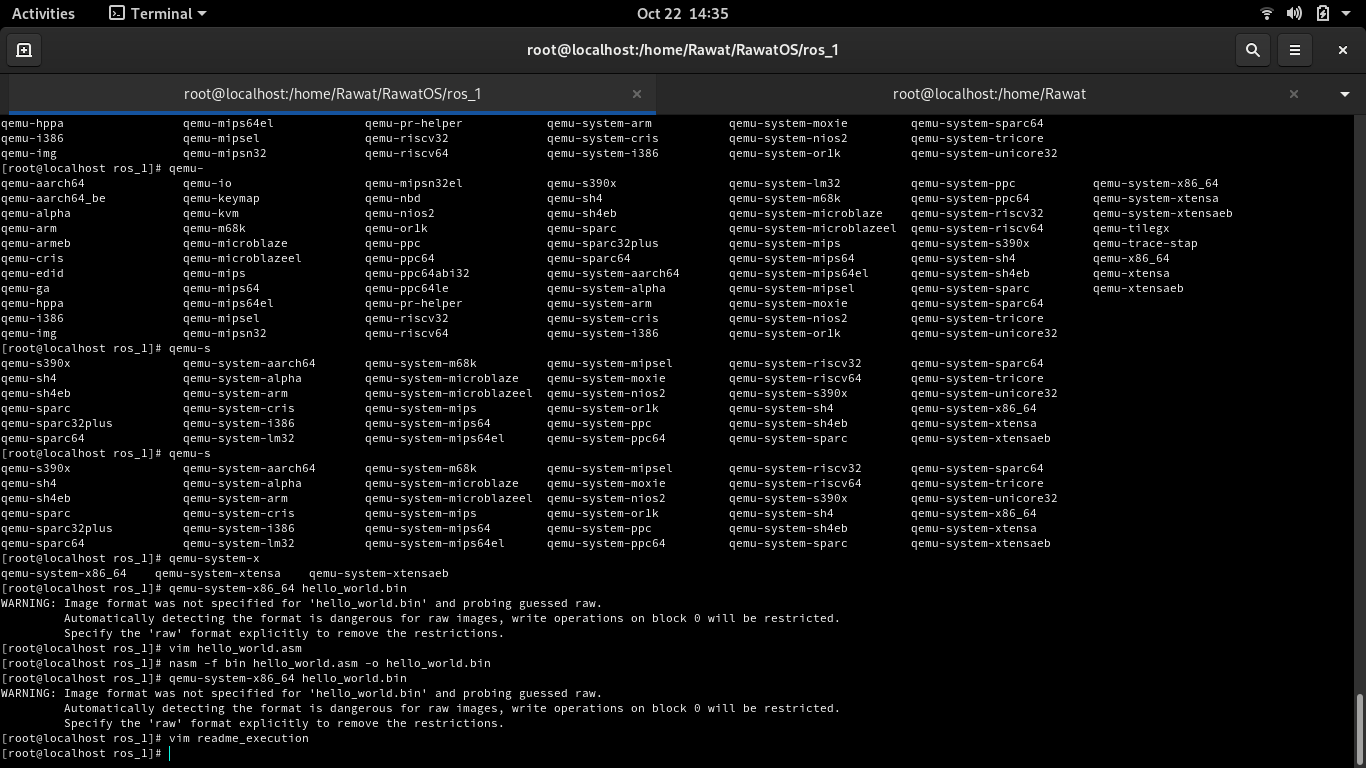 Activities Terminal Oct 22 14:35
root@localhost:/home/Rawat/RawatOS/ros_1
root@localhost:/home/Rawat/RawatOS/ros_1 root@localhost:/home/Rawat
qemu-hppa qemu-mips64el qemu-pr-helper qemu-system-arm qemu-system-moxie qemu-system-sparc64
qemu-i386 qemu-mipsel qemu-riscv32 qemu-system-cris qemu-system-nios2 qemu-system-tricore
qemu-img qemu-mipsn32 qemu-riscv64 qemu-system-i386 qemu-system-or1k qemu-system-unicore32
[root@localhost ros_1]# qemu-
qemu-aarch64 qemu-io qemu-mipsn32el qemu-s390x qemu-system-lm32 qemu-system-ppc qemu-system-x86_64
qemu-aarch64_be qemu-keymap qemu-nbd qemu-sh4 qemu-system-m68k qemu-system-ppc64 qemu-system-xtensa
qemu-alpha qemu-kvm qemu-nios2 qemu-sh4eb qemu-system-microblaze qemu-system-riscv32 qemu-system-xtensaeb
qemu-arm qemu-m68k qemu-or1k qemu-sparc qemu-system-microblazeel qemu-system-riscv64 qemu-tilegx
qemu-armeb qemu-microblaze qemu-ppc qemu-sparc32plus qemu-system-mips qemu-system-s390x qemu-trace-stap
qemu-cris qemu-microblazeel qemu-ppc64 qemu-sparc64 qemu-system-mips64 qemu-system-sh4 qemu-x86_64
qemu-edid qemu-mips qemu-ppc64abi32 qemu-system-aarch64 qemu-system-mips64el qemu-system-sh4eb qemu-xtensa
qemu-ga qemu-mips64 qemu-ppc64le qemu-system-alpha qemu-system-mipsel qemu-system-sparc qemu-xtensaeb
qemu-hppa qemu-mips64el qemu-pr-helper qemu-system-arm qemu-system-moxie qemu-system-sparc64
qemu-i386 qemu-mipsel qemu-riscv32 qemu-system-cris qemu-system-nios2 qemu-system-tricore
qemu-img qemu-mipsn32 qemu-riscv64 qemu-system-i386 qemu-system-or1k qemu-system-unicore32
[root@localhost ros_1]# qemu-s
qemu-s390x qemu-system-aarch64 qemu-system-m68k qemu-system-mipsel qemu-system-riscv32 qemu-system-sparc64
qemu-sh4 qemu-system-alpha qemu-system-microblaze qemu-system-moxie qemu-system-riscv64 qemu-system-tricore
qemu-sh4eb qemu-system-arm qemu-system-microblazeel qemu-system-nios2 qemu-system-s390x qemu-system-unicore32
qemu-sparc qemu-system-cris qemu-system-mips qemu-system-or1k qemu-system-sh4 qemu-system-x86_64
qemu-sparc32plus qemu-system-i386 qemu-system-mips64 qemu-system-ppc qemu-system-sh4eb qemu-system-xtensa
qemu-sparc64 qemu-system-lm32 qemu-system-mips64el qemu-system-ppc64 qemu-system-sparc qemu-system-xtensaeb
[root@localhost ros_1]# qemu-s
qemu-s390x qemu-system-aarch64 qemu-system-m68k qemu-system-mipsel qemu-system-riscv32 qemu-system-sparc64
qemu-sh4 qemu-system-alpha qemu-system-microblaze qemu-system-moxie qemu-system-riscv64 qemu-system-tricore
qemu-sh4eb qemu-system-arm qemu-system-microblazeel qemu-system-nios2 qemu-system-s390x qemu-system-unicore32
qemu-sparc qemu-system-cris qemu-system-mips qemu-system-or1k qemu-system-sh4 qemu-system-x86_64
qemu-sparc32plus qemu-system-i386 qemu-system-mips64 qemu-system-ppc qemu-system-sh4eb qemu-system-xtensa
qemu-sparc64 qemu-system-lm32 qemu-system-mips64el qemu-system-ppc64 qemu-system-sparc qemu-system-xtensaeb
[root@localhost ros_1]# qemu-system-x
qemu-system-x86_64 qemu-system-xtensa qemu-system-xtensaeb
[root@localhost ros_1]# qemu-system-x86_64 hello_world.bin
WARNING: Image format was not specified for 'hello_world.bin' and probing guessed raw.
Automatically detecting the format is dangerous for raw images, write operations on block 0 will be restricted.
Specify the 'raw' format explicitly to remove the restrictions.
[root@localhost ros_1]# vim hello_world.asm
[root@localhost ros_1]# nasm -f bin hello_world.asm -o hello_world.bin
[root@localhost ros_1]# qemu-system-x86_64 hello_world.bin
WARNING: Image format was not specified for 'hello_world.bin' and probing guessed raw.
Automatically detecting the format is dangerous for raw images, write operations on block 0 will be restricted.
Specify the 'raw' format explicitly to remove the restrictions.
[root@localhost ros_1]# vim readme_execution
[root@localhost ros_1]#